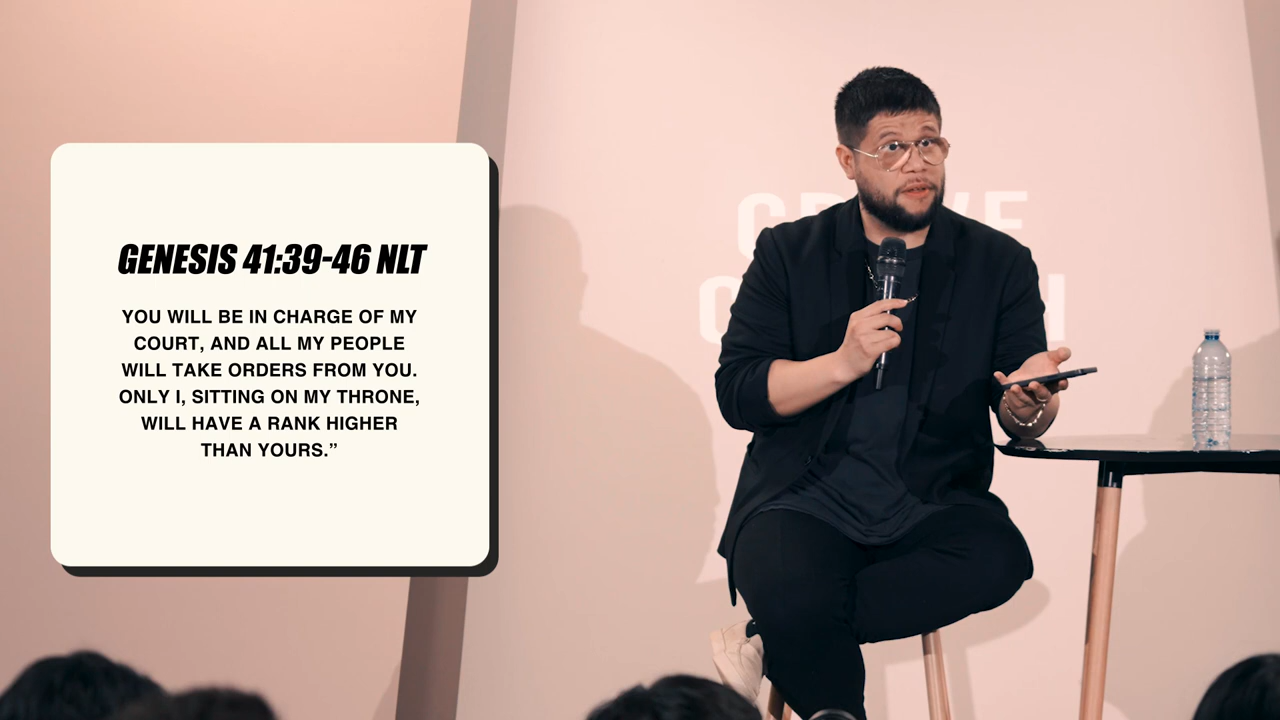 GENESIS 41:39-46 NLT
YOU WILL BE IN CHARGE OF MY
COURT, AND ALL MY PEOPLE
WILL TAKE ORDERS FROM YOU.
ONLY I, SITTING ON MY THRONE,
WILL HAVE A RANK HIGHER
THAN YOURS.”